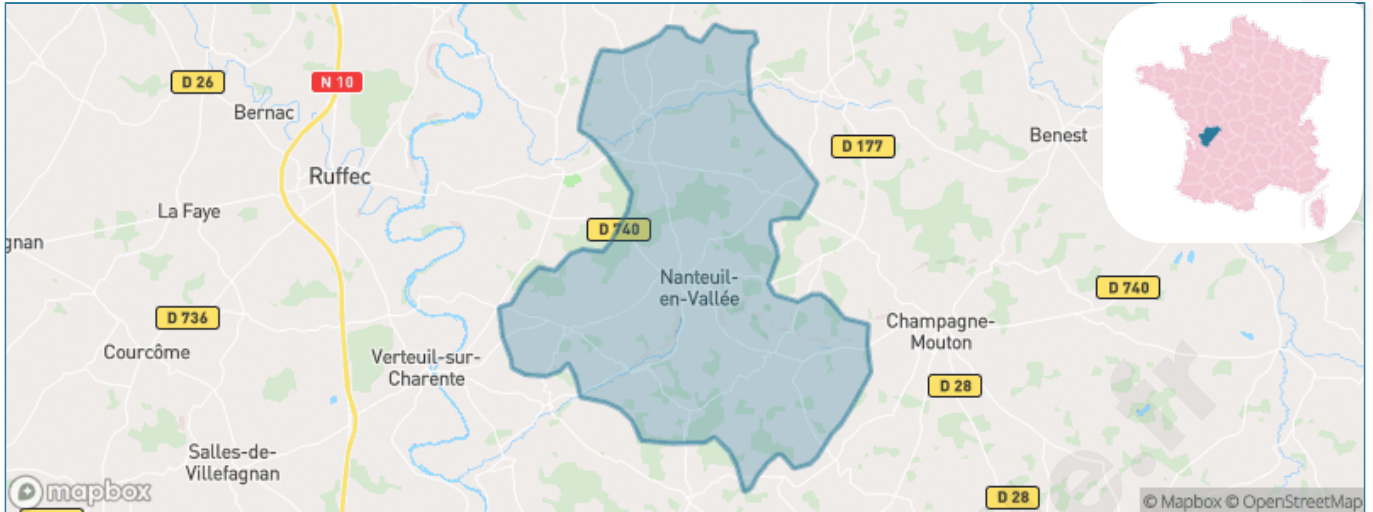 D 26
N 10
Bernac
D 177
Benest
Ruffec
La Faye
D 740
gnan
Nanteuil-
en-Vallée
D 740
D 736
Champagne-
Mouton
Courcôme
Verteuil-sur-
Charente
D 28
Salles-de-
Villefagnan
mapbox
D 28
© Mapbox © OpenStreetMap
e.fr